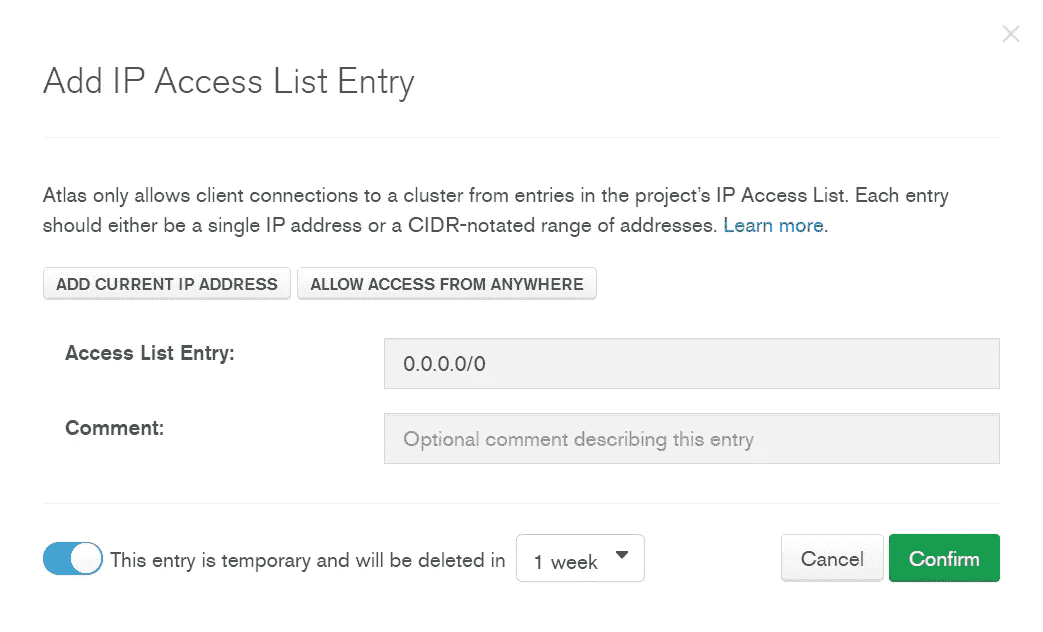 Add IP Access List Entry
Atlas only allows client connections to a cluster from entries in the project's IP Access List. Each entry
should either be a single IP address or a CIDR-notated range of addresses. Learn more.
ADD CURRENT IP ADDRESS ALLOW ACCESS FROM ANYWHERE
Access List Entry: 0.0.0.0/0
Comment: Optional comment describing this entry
This entry is temporary and will be deleted in 1 week Cancel Confirm